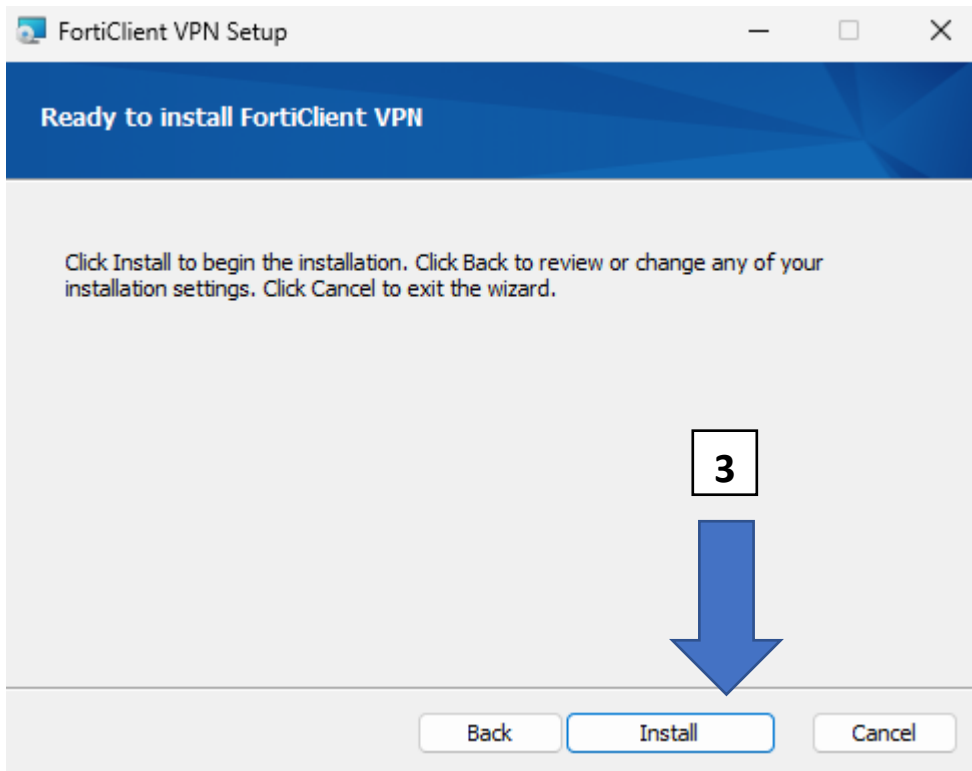 FortiClient VPN Setup
Ready to install FortiClient VPN
Click Install to begin the installation. Click Back to review or change any of your
installation settings. Click Cancel to exit the wizard.
3
Back Install Cancel